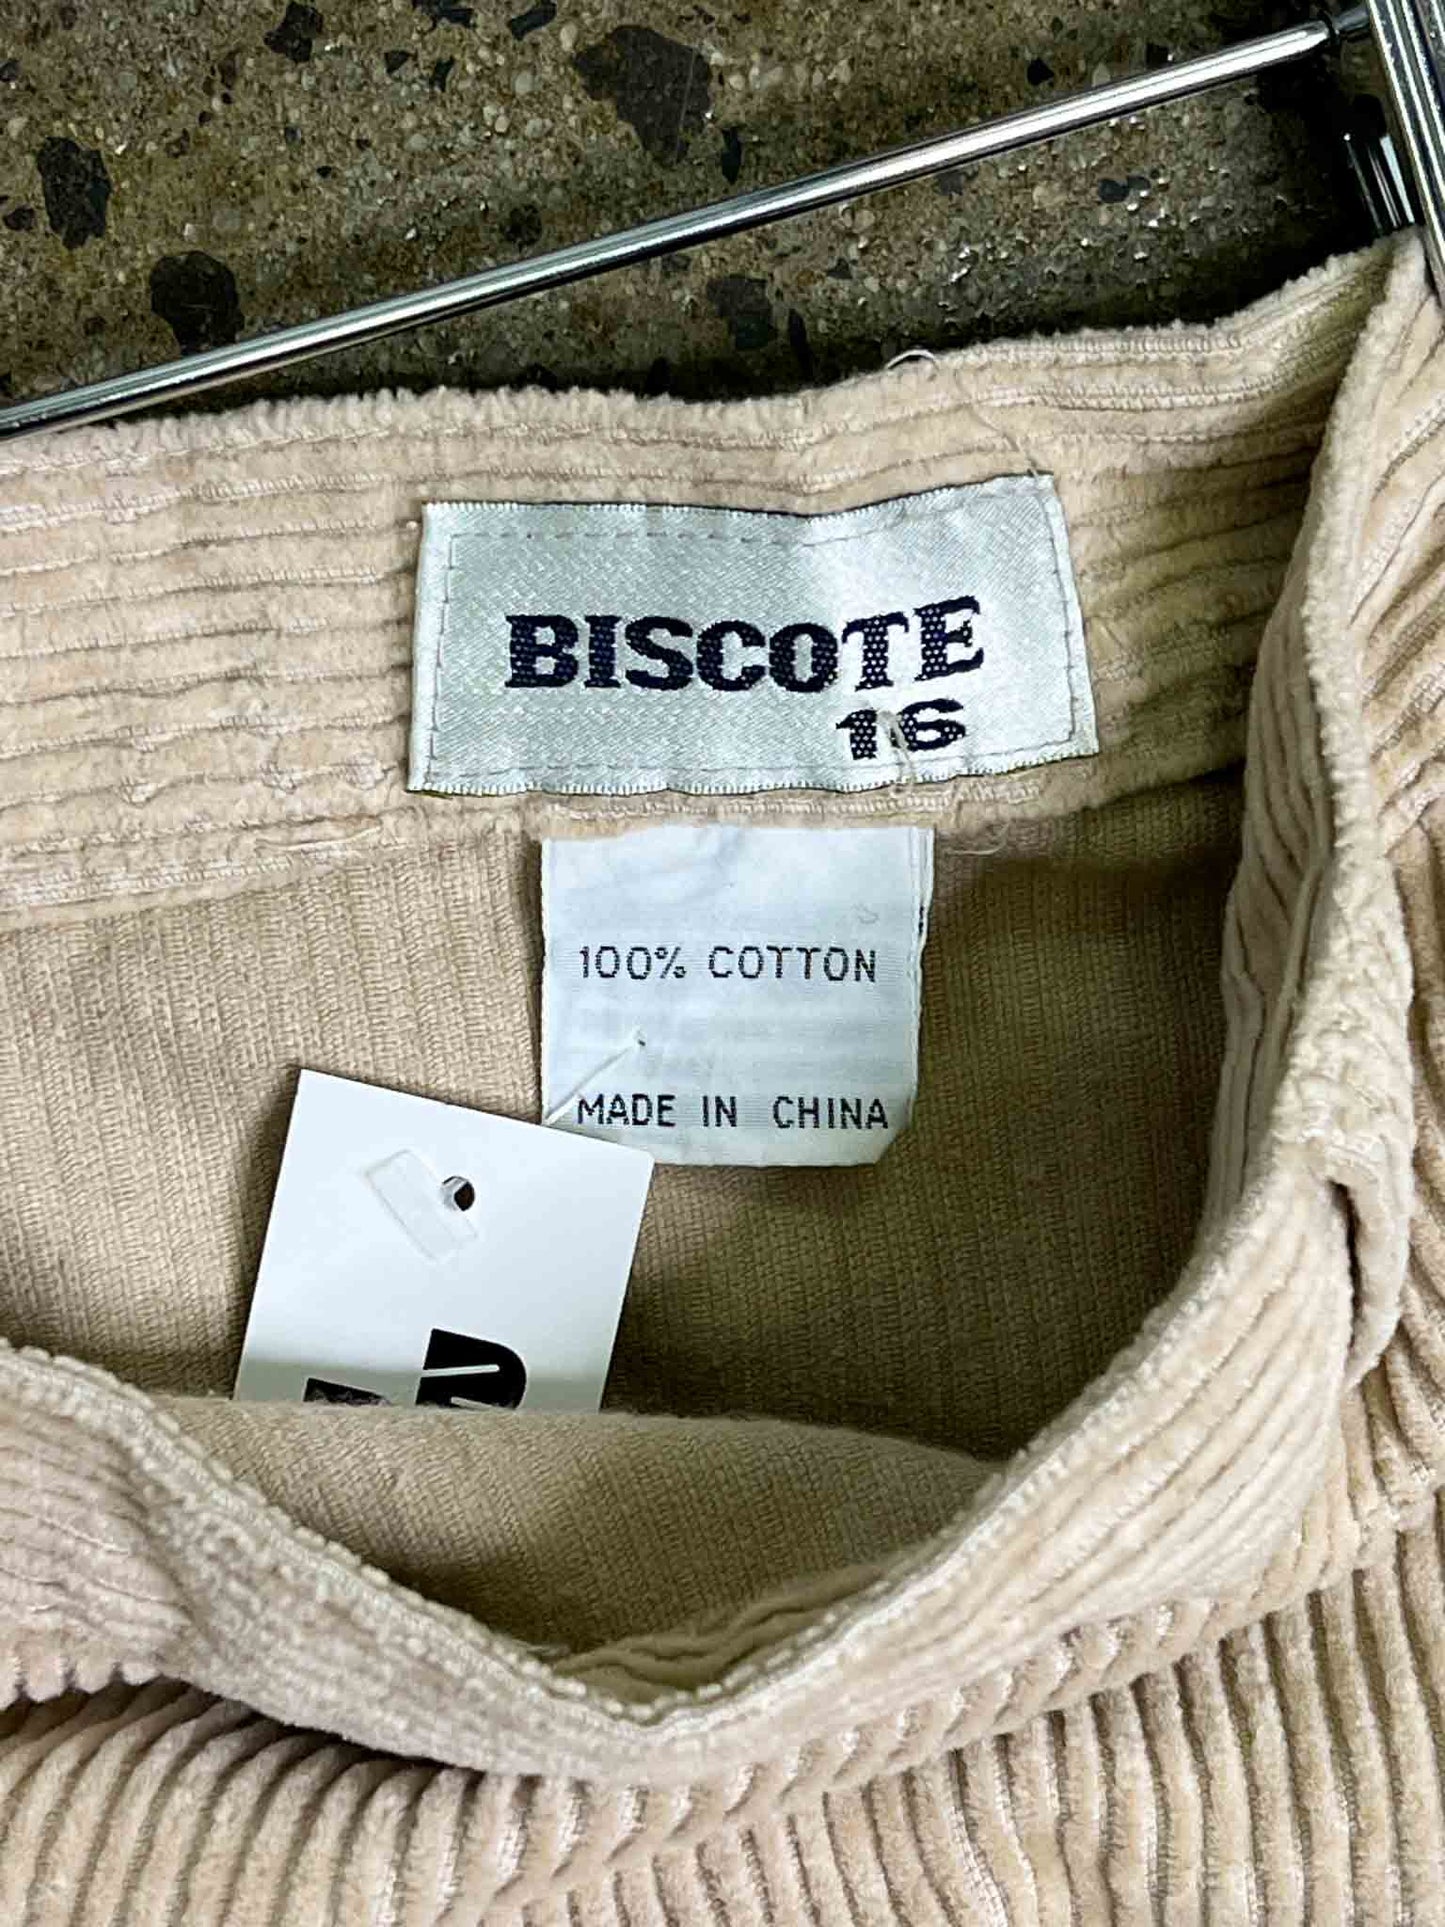 BISCOTE
16
100% COTTON
MADE IN CHINA